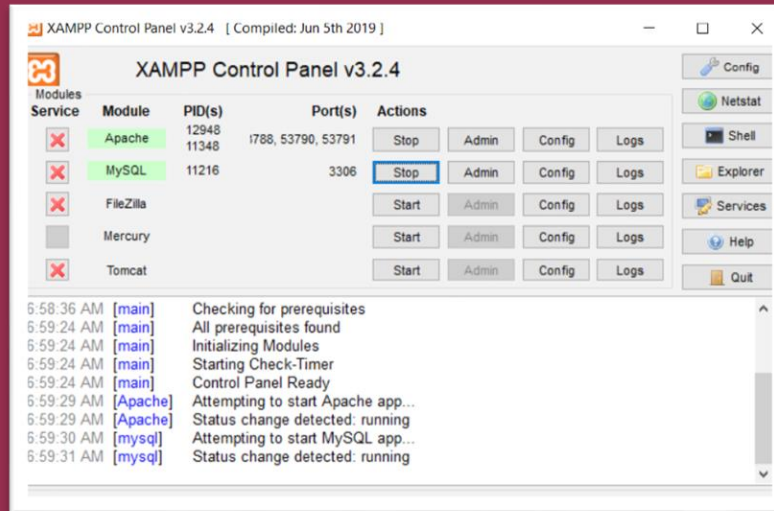 XAMPP Control Panel v3.2.4 [ Compiled: Jun 5th 2019 ]
XAMPP Control Panel v3.2.4
Config
Modules
Service Module PID(s) Port(s) Actions
Netstat
Apache 12948 11348 53790, 53791 Stop Admin Config Logs
Shell
MySQL 11216 3306 Stop Admin Config Logs
Explorer
FileZilla Start Admin Config Logs
Services
Mercury Start Admin Config Logs
Help
Tomcat Start Admin Config Logs
Quit
6:58:36 AM [main] Checking for prerequisites
6:59:24 AM [main] All prerequisites found
6:59:24 AM [main] Initializing Modules
6:59:24 AM [main] Starting Check-Timer
6:59:24 AM [main] Control Panel Ready
6:59:29 AM [Apache] Attempting to start Apache app...
6:59:29 AM [Apache] Status change detected: running
6:59:30 AM [mysql] Attempting to start MySQL app...
6:59:31 AM [mysql] Status change detected: running